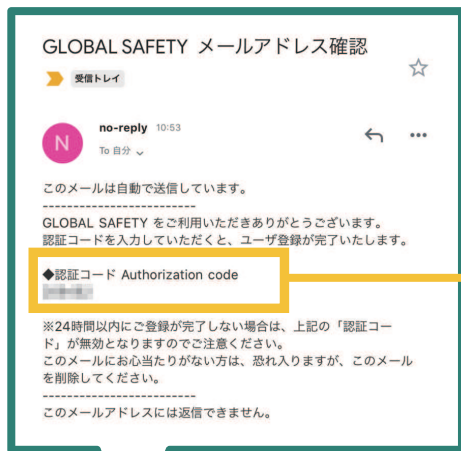 GLOBAL SAFETY メールアドレス確認
受信トレイ
N
no-reply 10:53
To 自分
このメールは自動で送信しています。
-------------------------
GLOBAL SAFETY をご利用いただきありがとうございます。
認証コードを入力していただくと、ユーザ登録が完了いたします。
◆認証コード Authorization code
※24時間以内にご登録が完了しない場合は、上記の「認証コー
ド」が無効となりますのでご注意ください。
このメールにお心当たりがない方は、恐れ入りますが、このメール
を削除してください。
-------------------------
このメールアドレスには返信できません。